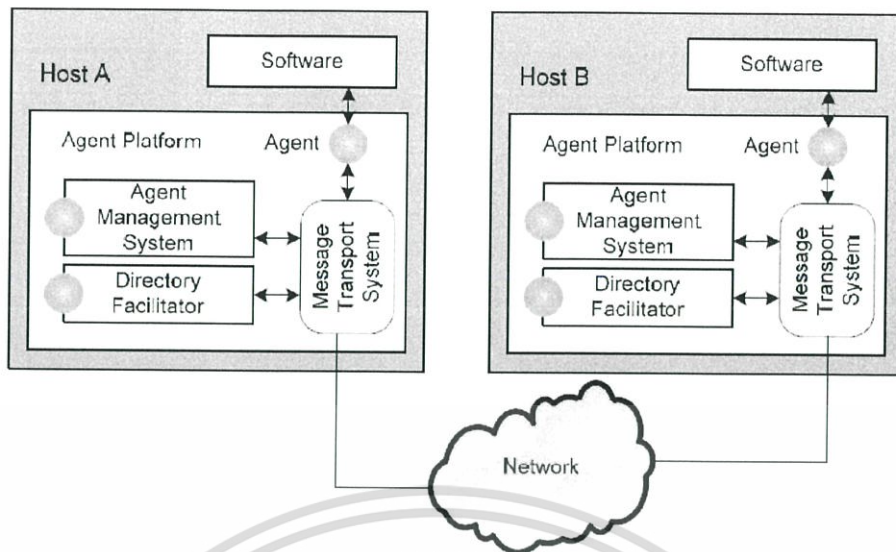 Host A
Software
Agent Platform
Agent
Agent
Management
System
Directory
Facilitator
Message
Transport
System
Host B
Software
Agent Platform
Agent
Agent
Management
System
Directory
Facilitator
Message
Transport
System
Network